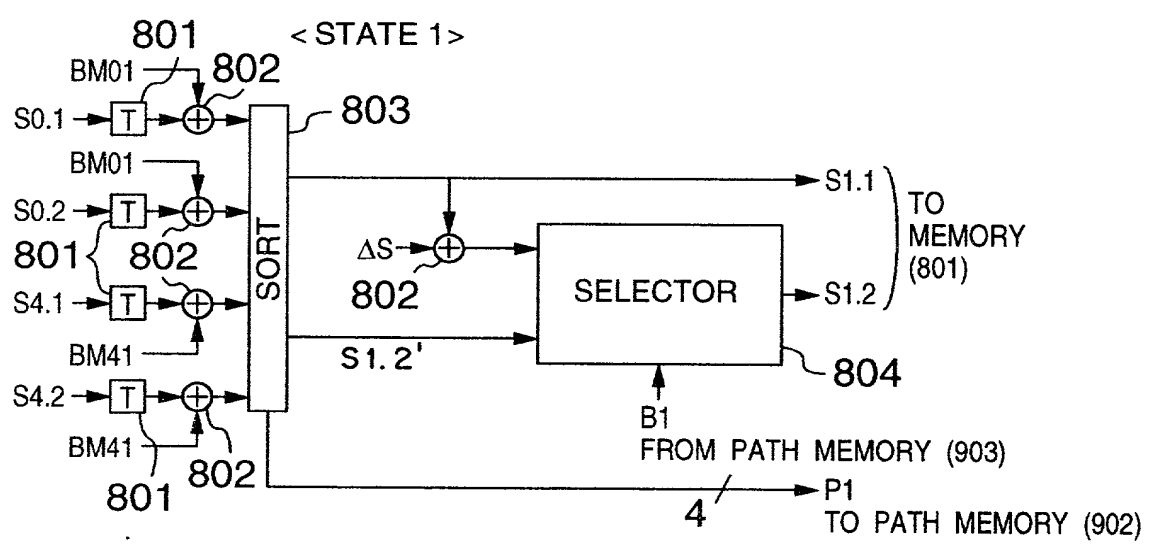 < STATE 1 >
801
BM01
802
S0.1
T
803
BM01
S0.2
T
801
802
S4.1
T
BM41
S4.2
T
BM41
801
802
SORT
S1.1
ΔS
802
SELECTOR
S1.2
S1.2'
804
TO
MEMORY
(801)
B1
FROM PATH MEMORY (903)
4
P1
TO PATH MEMORY (902)